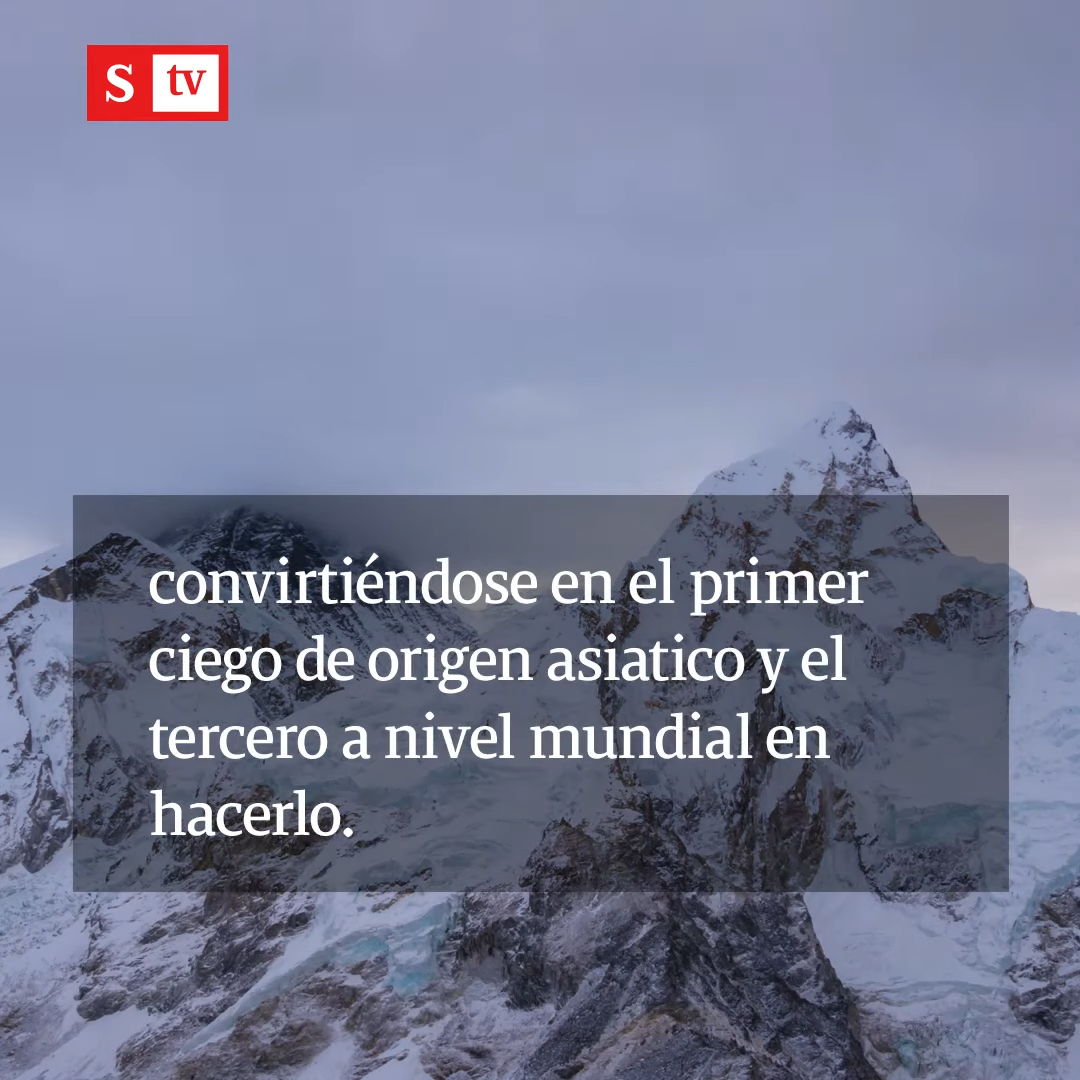 S tv
convirtiéndose en el primer
ciego de origen asiatico y el
tercero a nivel mundial en
hacerlo.